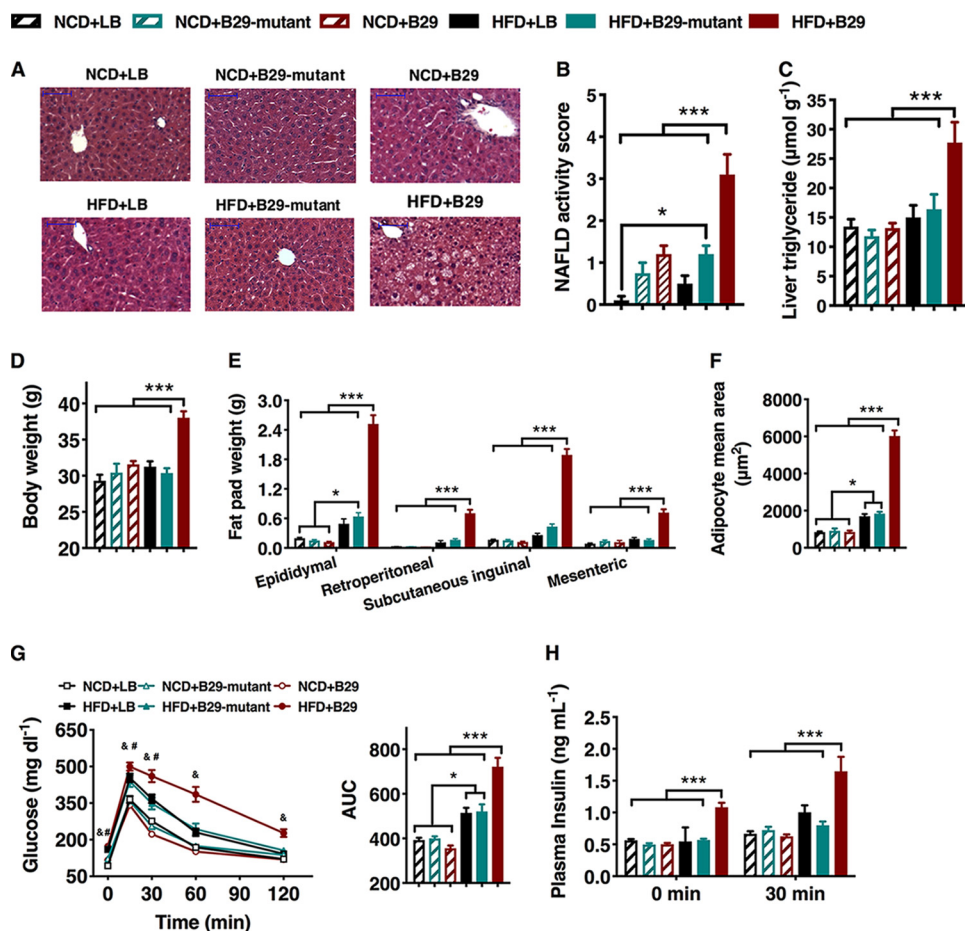 NCD+LB NCD+B29-mutant NCD+B29 HFD+LB HFD+B29-mutant HFD+B29
A
NCD+LB NCD+B29-mutant NCD+B29
HFD+LB HFD+B29-mutant HFD+B29
B
NAFLD activity score
5
4
3
2
1
0
***
*
C
Liver triglyceride (µmol g⁻¹)
35
30
25
20
15
10
5
0
***
D
Body weight (g)
40
35
30
25
20
***
E
Fat pad weight (g)
3.0
2.4
1.8
1.2
0.6
0.0
***
*
***
***
***
Epididymal
Retroperitoneal
Subcutaneous inguinal
Mesenteric
F
Adipocyte mean area
(µm²)
8000
6000
4000
2000
0
***
*
G
NCD+LB NCD+B29-mutant NCD+B29
HFD+LB HFD+B29-mutant HFD+B29
Glucose (mg dl⁻¹)
650
550
450
350
250
150
50
&#
& #
& #
&
&
0 30 60 90 120
Time (min)
AUC
800
600
400
200
***
*
H
Plasma Insulin (ng mL⁻¹)
2.5
2.0
1.5
1.0
0.5
0.0
***
***
0 min 30 min